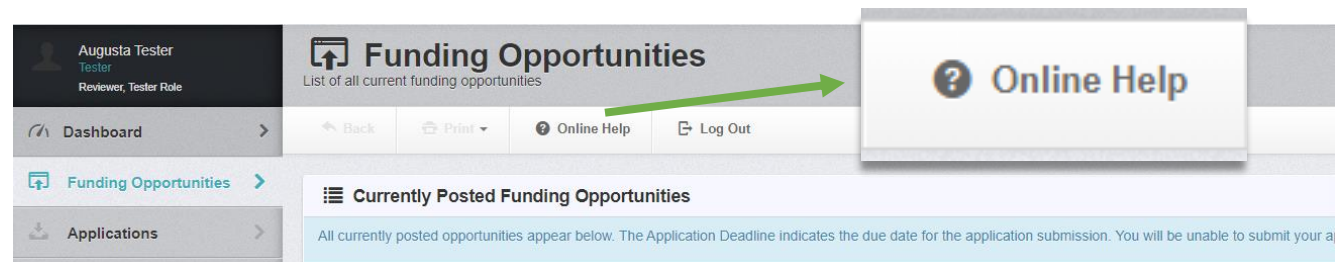 Augusta Tester
Tester
Reviewer, Tester Role
Dashboard
Funding Opportunities
Applications
Funding Opportunities
List of all current funding opportunities
Back
Print
Online Help
Log Out
Online Help
Currently Posted Funding Opportunities
All currently posted opportunities appear below. The Application Deadline indicates the due date for the application submission. You will be unable to submit your